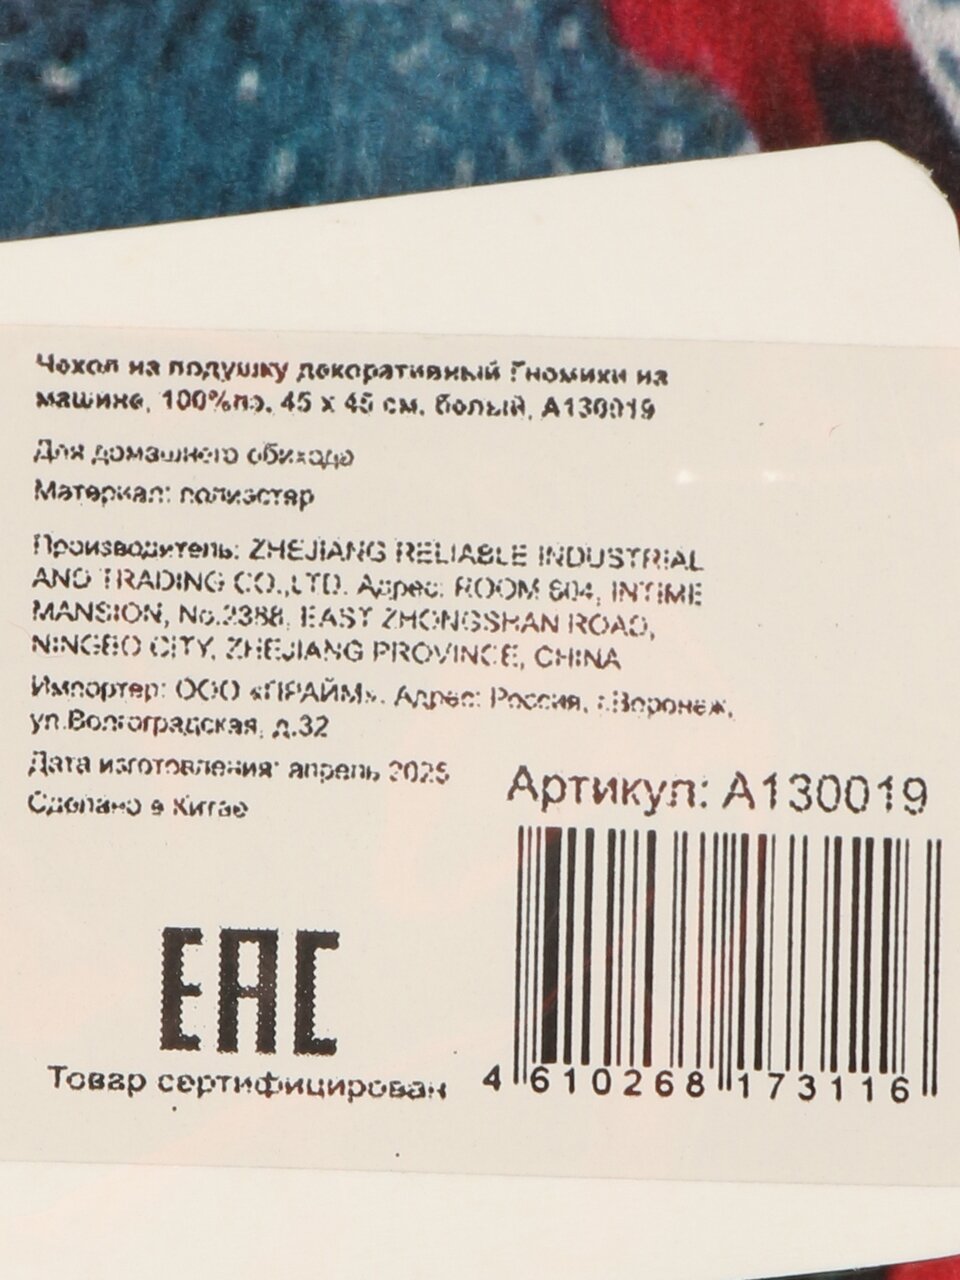 Чехол на подушку декоративный Гномики на
машине, 100%пэ, 45 x 45 см, белый, A130019
Для домашнего обихода
Материал: полиэстер
Производитель: ZHEJIANG RELIABLE INDUSTRIAL
AND TRADING CO.,LTD. Адрес: ROOM 804, INTIME
MANSION, No.2388, EAST ZHONGSHAN ROAD,
NINGBO CITY, ZHEJIANG PROVINCE, CHINA
Импортер: ООО «ПРАЙМ». Адрес: Россия, г.Воронеж,
ул.Волгоградская, д.32
Дата изготовления: апрель 2025
Сделано в Китае
Артикул: A130019
EAC
Товар сертифицирован
4 610268 173116